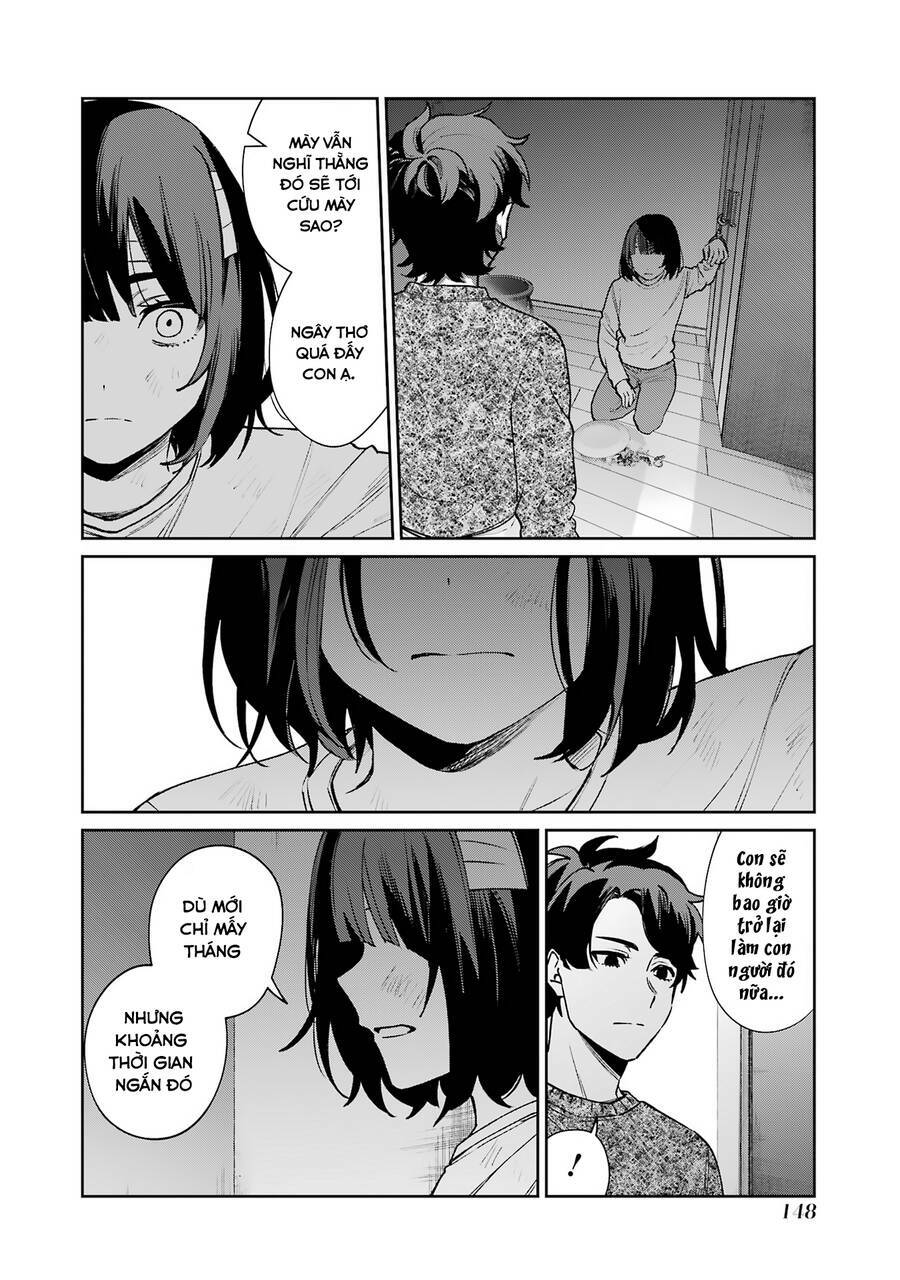 MÀY VẪN
NGHĨ THẰNG
ĐÓ SẼ TỚI
CỨU MÀY
SAO?
NGÂY THƠ
QUÁ ĐẤY
CON Ạ.
Con sẽ
không
bao giờ
trở lại
làm con
người đó
nữa...
!
DÙ MỚI
CHỈ MẤY
THÁNG
NHƯNG
KHOẢNG
THỜI GIAN
NGẮN ĐÓ
148